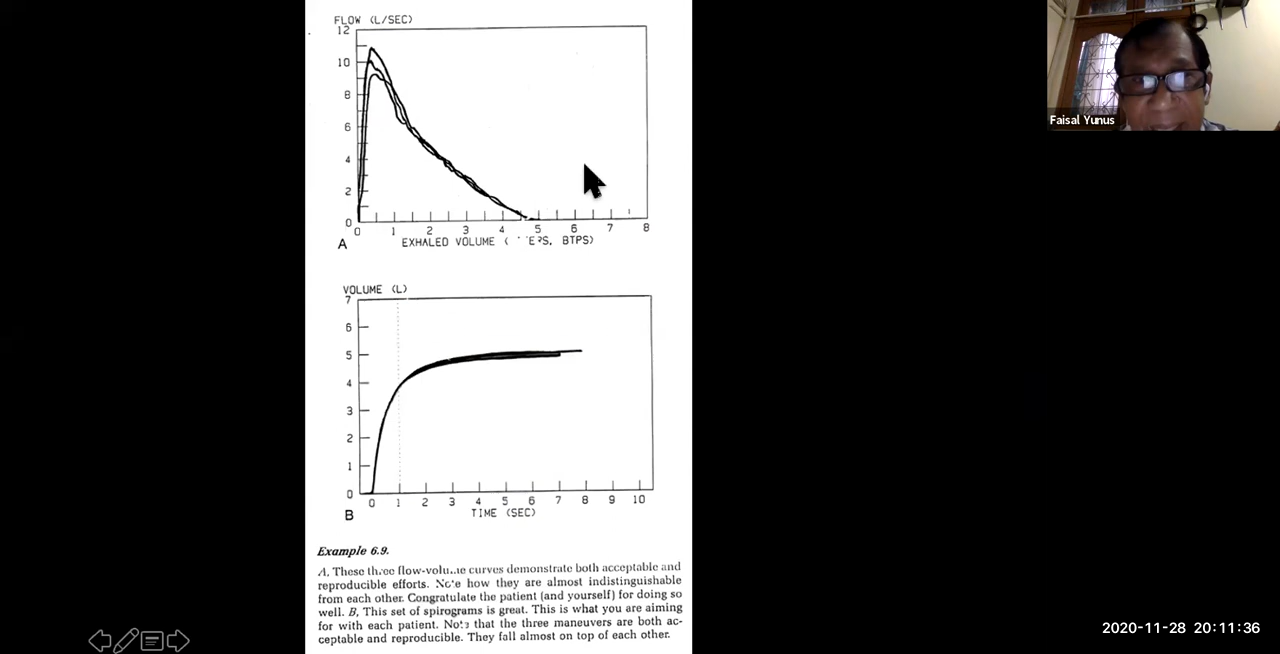 FLOW (L/SEC)
12
10
8
6
4
2
0
0 1 2 3 4 5 6 7 8
A EXHALED VOLUME ( BTPS)
VOLUME (L)
7
6
5
4
3
2
1
0
0 1 2 3 4 5 6 7 8 9 10
B TIME (SEC)
Example 6.9.
A, These three flow-volume curves demonstrate both acceptable and
reproducible efforts. Note how they are almost indistinguishable
from each other. Congratulate the patient (and yourself) for doing so
well. B, This set of spirograms is great. This is what you are aiming
for with each patient. Note that the three maneuvers are both ac-
ceptable and reproducible. They fall almost on top of each other.
Faisal Yunus
2020-11-28 20:11:36